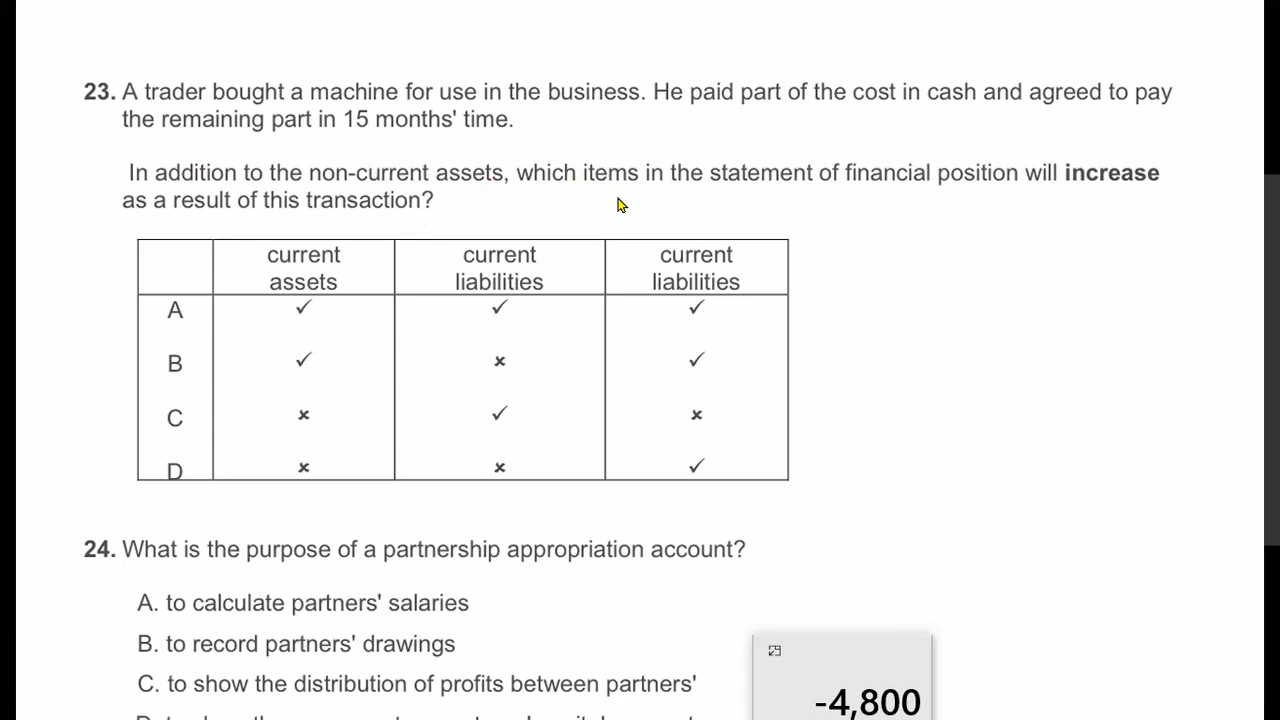 23. A trader bought a machine for use in the business. He paid part of the cost in cash and agreed to pay
the remaining part in 15 months' time.
In addition to the non-current assets, which items in the statement of financial position will increase
as a result of this transaction?
current assets current liabilities current liabilities
A ✓ ✓ ✓
B ✓ × ✓
C × ✓ ×
D × × ✓
24. What is the purpose of a partnership appropriation account?
A. to calculate partners' salaries
B. to record partners' drawings
C. to show the distribution of profits between partners'
-4,800